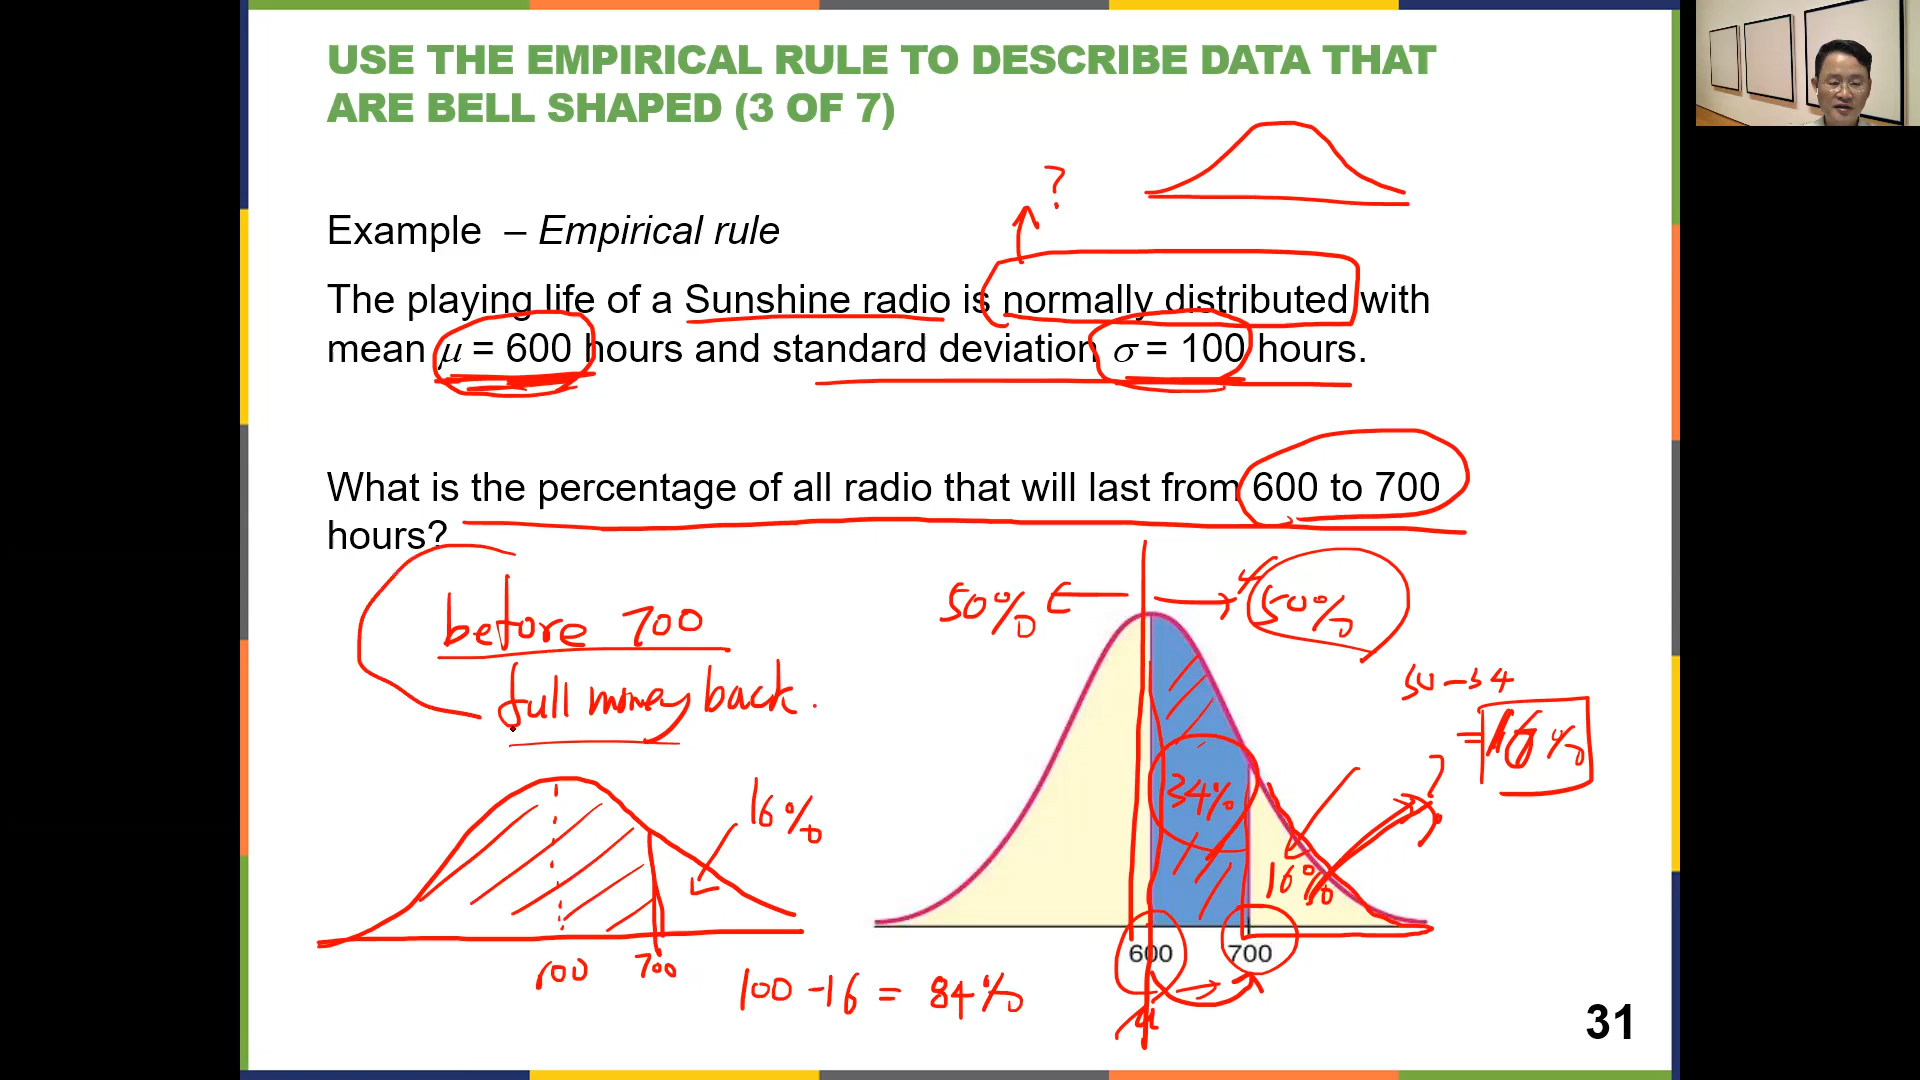 USE THE EMPIRICAL RULE TO DESCRIBE DATA THAT
ARE BELL SHAPED (3 OF 7)
?
Example – Empirical rule
The playing life of a Sunshine radio is normally distributed with
mean μ = 600 hours and standard deviation σ = 100 hours.
What is the percentage of all radio that will last from 600 to 700
hours?
before 700
full money back.
50%
50%
50-34
= 16%
?
34%
16%
16%
600 700
600 700
μ
100-16 = 84%
31